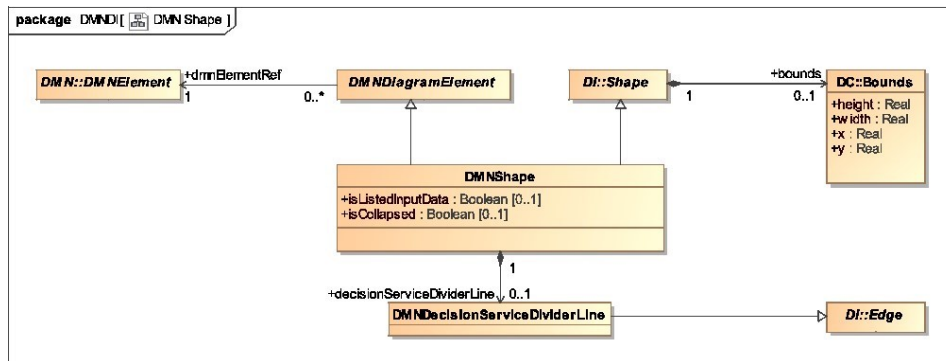 package DMNDI[ DMN Shape ]
DMN::DMNElement
+dmnElementRef
1
0..*
DMNDiagramElement
DI::Shape
1
+bounds
0..1
DC::Bounds
+height : Real
+width : Real
+x : Real
+y : Real
DMNShape
+isListedInputData : Boolean [0..1]
+isCollapsed : Boolean [0..1]
1
+decisionServiceDividerLine
0..1
DMNDecisionServiceDividerLine
DI::Edge